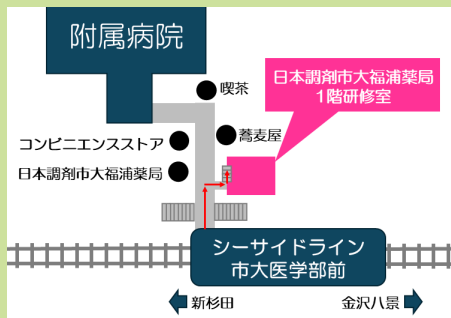 附属病院
喫茶
日本調剤市大福浦薬局
1階研修室
蕎麦屋
コンビニエンスストア
日本調剤市大福浦薬局
シーサイドライン
市大医学部前
新杉田
金沢八景